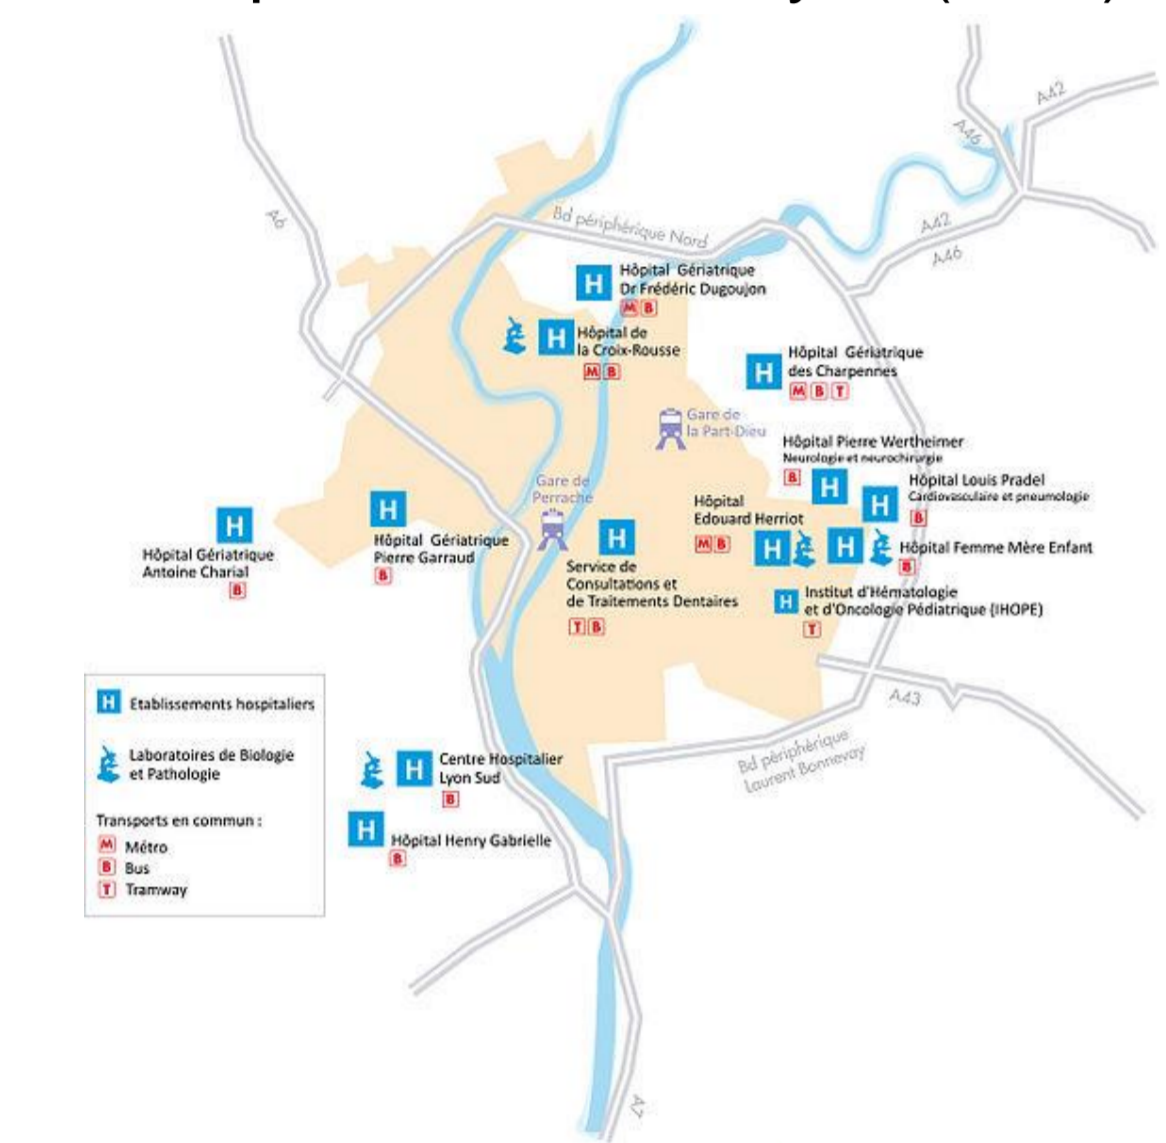 A42
A46
A6
Bd périphérique Nord
A42
A46
H
Hôpital Gériatrique
Dr Frédéric Dugoujon
M B
H
Hôpital de
la Croix-Rousse
M B
H
Hôpital Gériatrique
des Charpennes
M B T
Gare de
la Part-Dieu
Hôpital Pierre Wertheimer
Neurologie et neurochirurgie
B
H
Hôpital Louis Pradel
Cardiovasculaire et pneumologie
H
B
Gare de
Perrache
Hôpital
Edouard Herriot
M B
H
H
Hôpital Femme Mère Enfant
B
H
Hôpital Gériatrique
Antoine Charial
B
H
Hôpital Gériatrique
Pierre Garraud
B
H
Service de
Consultations et
de Traitements Dentaires
T B
H
Institut d'Hématologie
et d'Oncologie Pédiatrique (IHOPE)
T
A43
Bd périphérique
Laurent Bonnevay
H Etablissements hospitaliers
Laboratoires de Biologie
et Pathologie
Transports en commun :
M Métro
B Bus
T Tramway
H
Centre Hospitalier
Lyon Sud
B
H
Hôpital Henry Gabrielle
B
A7